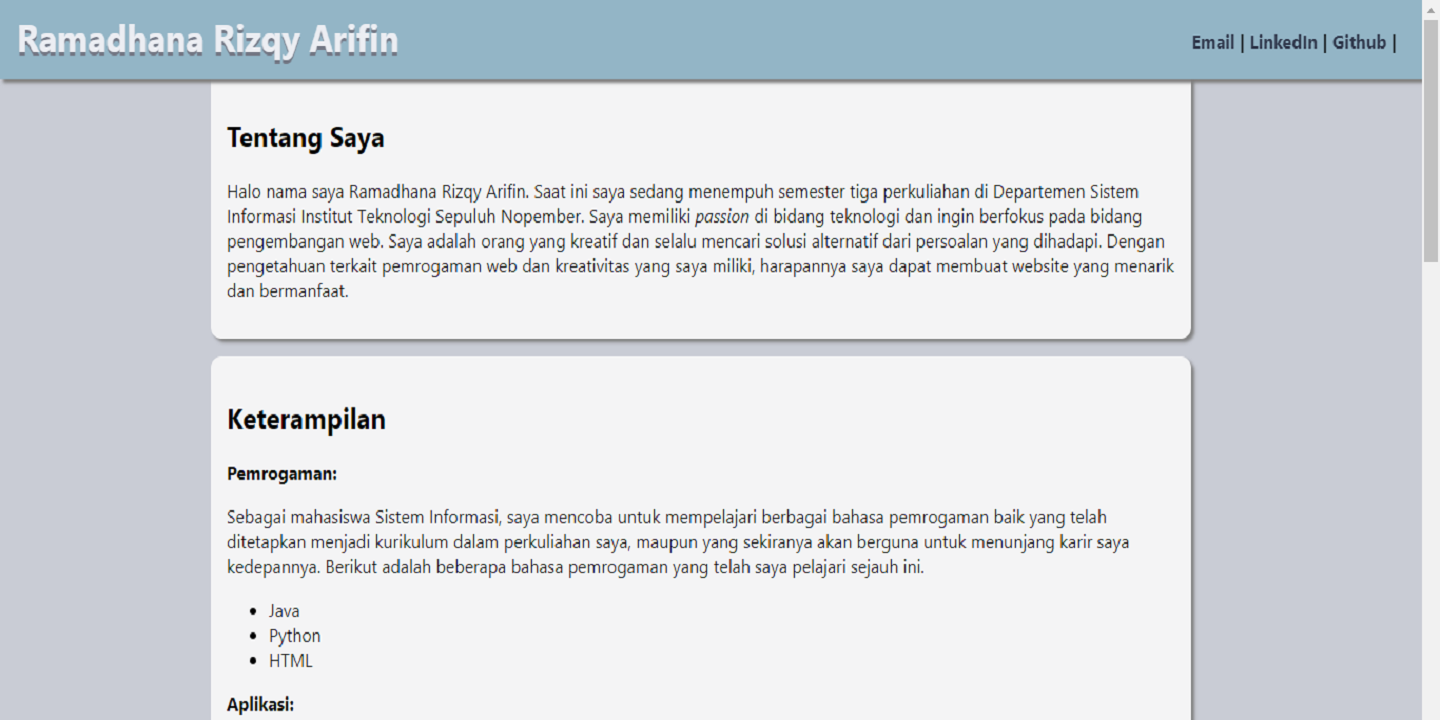 Ramadhana Rizqy Arifin
Email | LinkedIn | Github |
Tentang Saya
Halo nama saya Ramadhana Rizqy Arifin. Saat ini saya sedang menempuh semester tiga perkuliahan di Departemen Sistem
Informasi Institut Teknologi Sepuluh Nopember. Saya memiliki passion di bidang teknologi dan ingin berfokus pada bidang
pengembangan web. Saya adalah orang yang kreatif dan selalu mencari solusi alternatif dari persoalan yang dihadapi. Dengan
pengetahuan terkait pemrogaman web dan kreativitas yang saya miliki, harapannya saya dapat membuat website yang menarik
dan bermanfaat.
Keterampilan
Pemrogaman:
Sebagai mahasiswa Sistem Informasi, saya mencoba untuk mempelajari berbagai bahasa pemrogaman baik yang telah
ditetapkan menjadi kurikulum dalam perkuliahan saya, maupun yang sekiranya akan berguna untuk menunjang karir saya
kedepannya. Berikut adalah beberapa bahasa pemrogaman yang telah saya pelajari sejauh ini.
• Java
• Python
• HTML
Aplikasi: